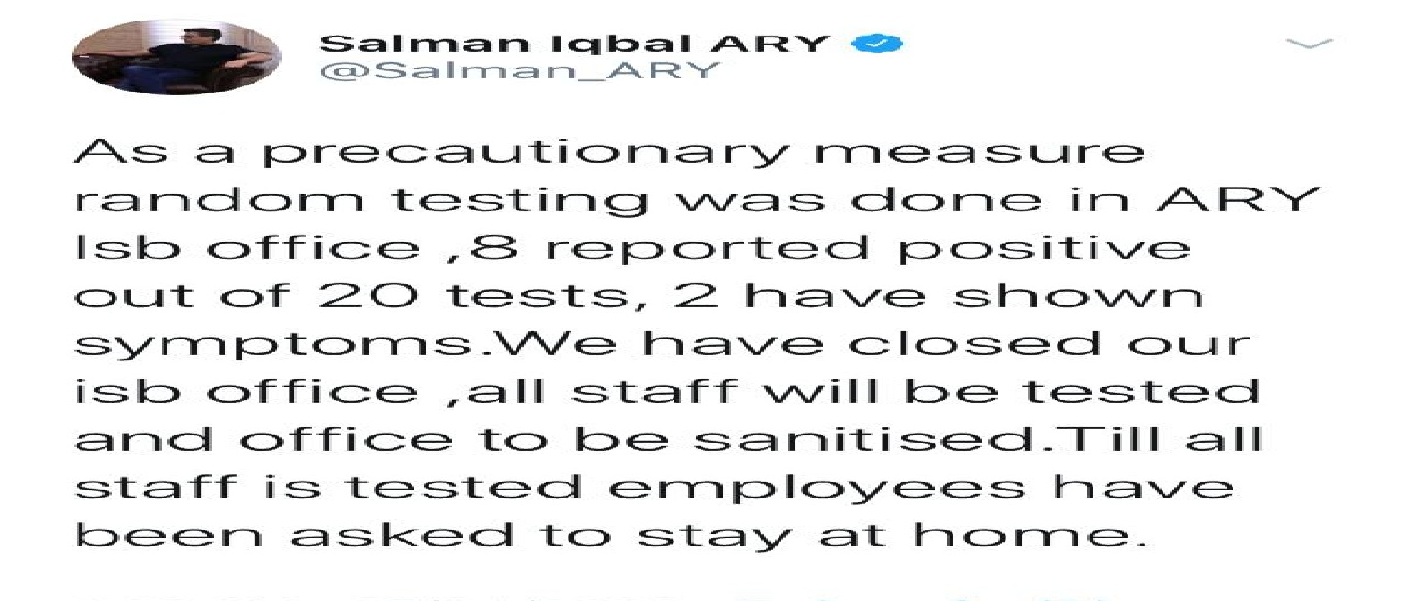 Salman Iqbal ARY
@Salman_ARY
As a precautionary measure
random testing was done in ARY
Isb office ,8 reported positive
out of 20 tests, 2 have shown
symptoms.We have closed our
isb office ,all staff will be tested
and office to be sanitised.Till all
staff is tested employees have
been asked to stay at home.